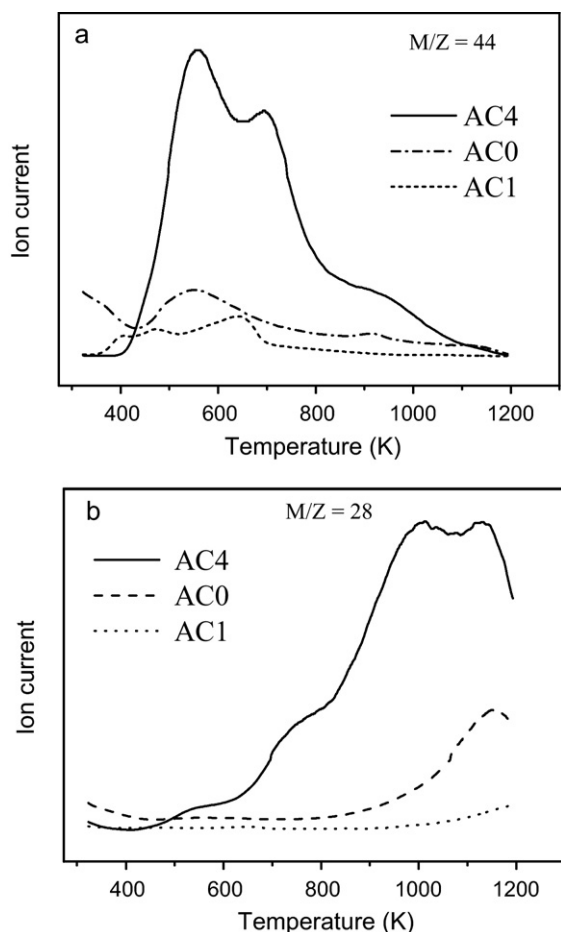 a
M/Z = 44
AC4
AC0
AC1
Ion current
400 600 800 1000 1200
Temperature (K)
b
M/Z = 28
AC4
AC0
AC1
Ion current
400 600 800 1000 1200
Temperature (K)